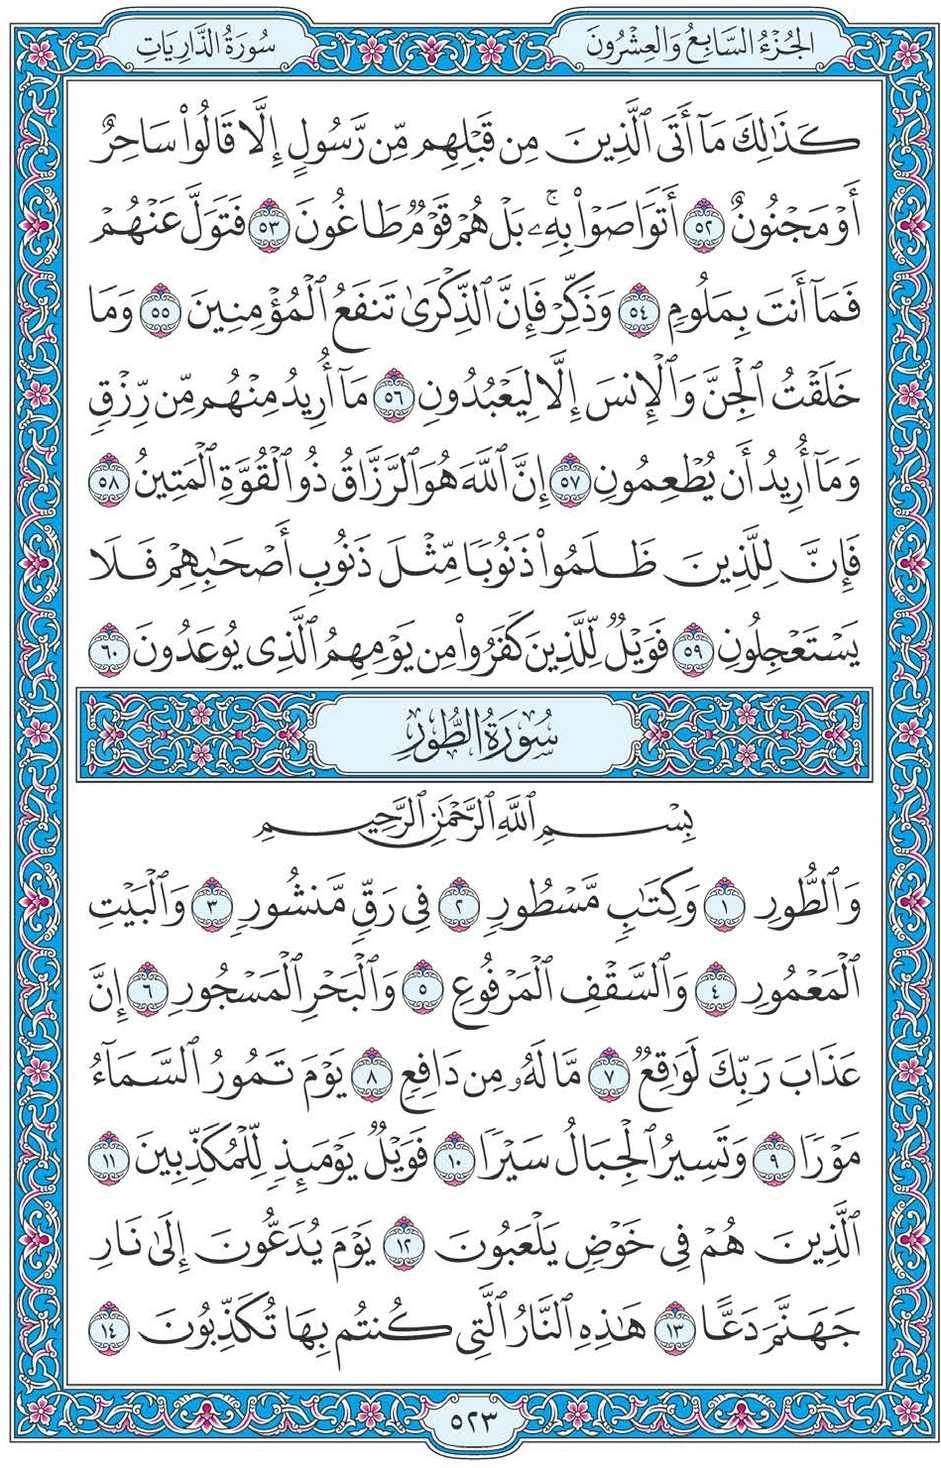 الجُزْءُ السَّابِعُ وَالعِشْرُونَ
سُورَةُ الذَّارِيَاتِ
كَذَٰلِكَ مَآ أَتَى ٱلَّذِينَ مِن قَبْلِهِم مِّن رَّسُولٍ إِلَّا قَالُوا۟ سَاحِرٌ
أَوْ مَجْنُونٌ ٥٢ أَتَوَاصَوْا۟ بِهِۦۚ بَلْ هُمْ قَوْمٌ طَاغُونَ ٥٣ فَتَوَلَّ عَنْهُمْ
فَمَآ أَنتَ بِمَلُومٍ ٥٤ وَذَكِّرْ فَإِنَّ ٱلذِّكْرَىٰ تَنفَعُ ٱلْمُؤْمِنِينَ ٥٥ وَمَا
خَلَقْتُ ٱلْجِنَّ وَٱلْإِنسَ إِلَّا لِيَعْبُدُونِ ٥٦ مَآ أُرِيدُ مِنْهُم مِّن رِّزْقٍ
وَمَآ أُرِيدُ أَن يُطْعِمُونِ ٥٧ إِنَّ ٱللَّهَ هُوَ ٱلرَّزَّاقُ ذُو ٱلْقُوَّةِ ٱلْمَتِينُ ٥٨
فَإِنَّ لِلَّذِينَ ظَلَمُوا۟ ذَنُوبًا مِّثْلَ ذَنُوبِ أَصْحَٰبِهِمْ فَلَا
يَسْتَعْجِلُونِ ٥٩ فَوَيْلٌ لِّلَّذِينَ كَفَرُوا۟ مِن يَوْمِهِمُ ٱلَّذِى يُوعَدُونَ ٦٠
سُورَةُ الطُّورِ
بِسْمِ ٱللَّهِ ٱلرَّحْمَٰنِ ٱلرَّحِيمِ
وَٱلطُّورِ ١ وَكِتَٰبٍ مَّسْطُورٍ ٢ فِى رَقٍّ مَّنشُورٍ ٣ وَٱلْبَيْتِ
ٱلْمَعْمُورِ ٤ وَٱلسَّقْفِ ٱلْمَرْفُوعِ ٥ وَٱلْبَحْرِ ٱلْمَسْجُورِ ٦ إِنَّ
عَذَابَ رَبِّكَ لَوَٰقِعٌ ٧ مَّا لَهُۥ مِن دَافِعٍ ٨ يَوْمَ تَمُورُ ٱلسَّمَآءُ
مَوْرًا ٩ وَتَسِيرُ ٱلْجِبَالُ سَيْرًا ١٠ فَوَيْلٌ يَوْمَئِذٍ لِّلْمُكَذِّبِينَ ١١
ٱلَّذِينَ هُمْ فِى خَوْضٍ يَلْعَبُونَ ١٢ يَوْمَ يُدَعُّونَ إِلَىٰ نَارِ
جَهَنَّمَ دَعًّا ١٣ هَٰذِهِ ٱلنَّارُ ٱلَّتِى كُنتُم بِهَا تُكَذِّبُونَ ١٤
٥٢٣